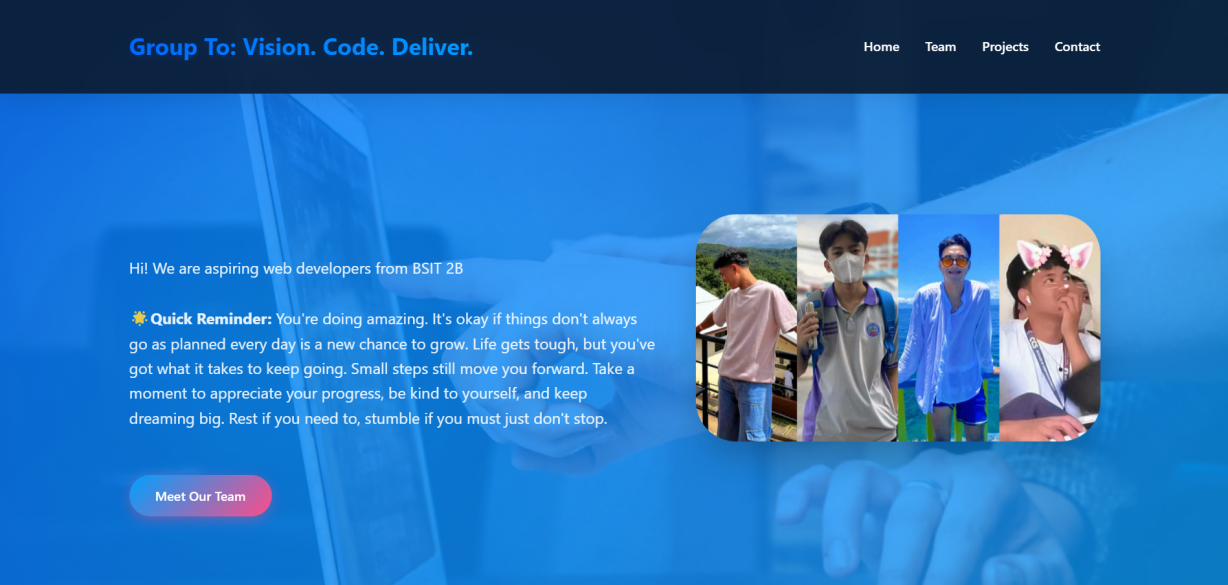 Group To: Vision. Code. Deliver.
Home Team Projects Contact
Hi! We are aspiring web developers from BSIT 2B
🌟 Quick Reminder: You're doing amazing. It's okay if things don't always
go as planned every day is a new chance to grow. Life gets tough, but you've
got what it takes to keep going. Small steps still move you forward. Take a
moment to appreciate your progress, be kind to yourself, and keep
dreaming big. Rest if you need to, stumble if you must just don't stop.
Meet Our Team